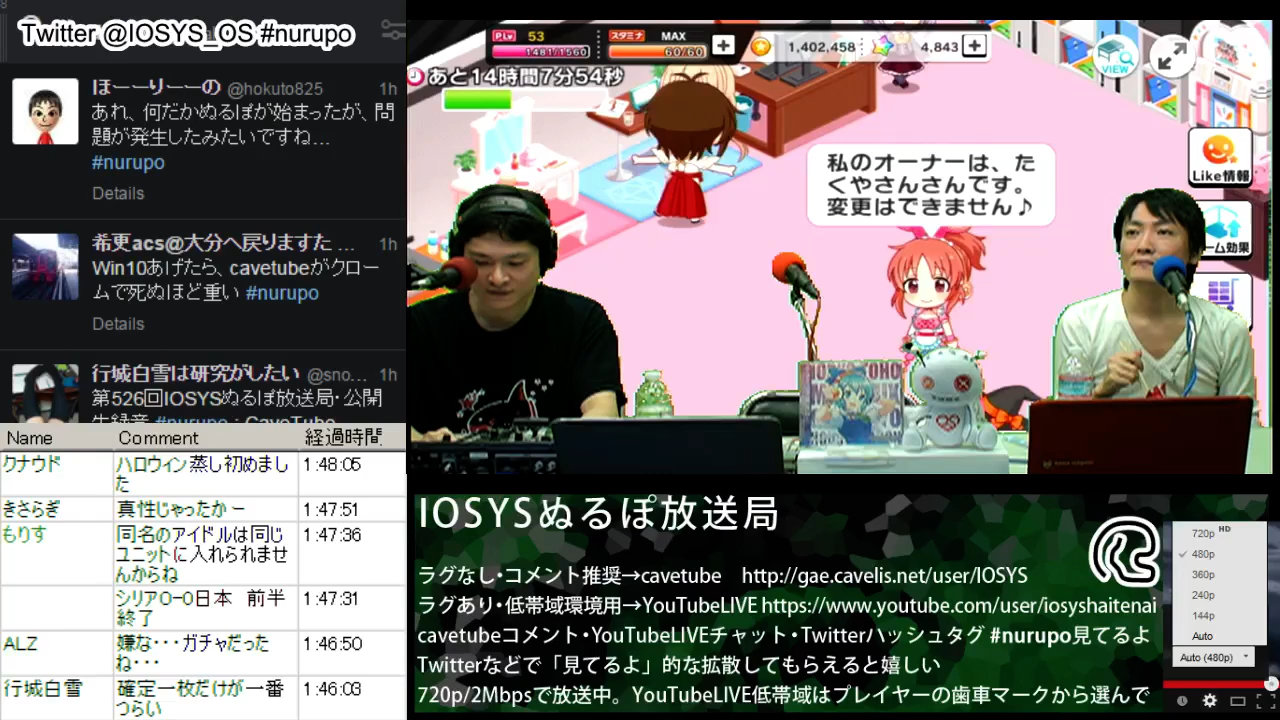 Twitter @IOSYS_OS #nurupo
ほーーりーーの @hokuto825 1h
あれ、何だかぬるぽが始まったが、問
題が発生したみたいですね...
#nurupo
Details
希更acs@大分へ戻りますた ... 1h
Win10あげたら、cavetubeがクロー
ムで死ぬほど重い #nurupo
Details
行城白雪は研究がしたい @sno... 1h
第526回IOSYSぬるぽ放送局・公開
生録音 #nurupo : CaveTube
Name Comment 経過時間
クナウド ハロウィン蒸し初めまし
た 1:48:05
きさらぎ 真性じゃったかー 1:47:51
もりす 同名のアイドルは同じ
ユニットに入れられませ
んからね 1:47:36
シリア0-0日本 前半
終了 1:47:31
ALZ 嫌な・・・ガチャだった
ね・・・ 1:46:50
行城白雪 確定一枚だけが一番
つらい 1:46:03
PLv 53
1481/1560
スタミナ MAX
60/60
1,402,458
4,843
あと14時間7分54秒
VIEW
Like情報
ーム効果
私のオーナーは、た
くやさんさんです。
変更はできません♪
IOSYSぬるぽ放送局
ラグなし・コメント推奨→cavetube http://gae.cavelis.net/user/IOSYS
ラグあり・低帯域環境用→YouTubeLIVE https://www.youtube.com/user/iosyshaitenai
cavetubeコメント・YouTubeLIVEチャット・Twitterハッシュタグ #nurupo見てるよ
Twitterなどで「見てるよ」的な拡散してもらえると嬉しい
720p/2Mbpsで放送中。YouTubeLIVE低帯域はプレイヤーの歯車マークから選んで
720p HD
480p
360p
240p
144p
Auto
Auto (480p)